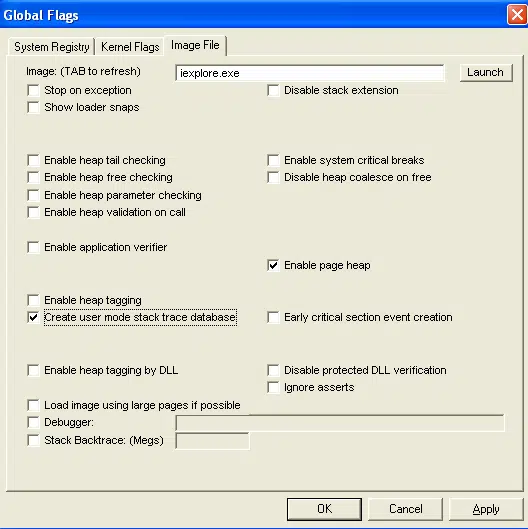 Global Flags
System Registry Kernel Flags Image File
Image: (TAB to refresh) iexplore.exe Launch
Stop on exception Disable stack extension
Show loader snaps
Enable heap tail checking Enable system critical breaks
Enable heap free checking Disable heap coalesce on free
Enable heap parameter checking
Enable heap validation on call
Enable application verifier
Enable page heap
Enable heap tagging
Create user mode stack trace database Early critical section event creation
Enable heap tagging by DLL Disable protected DLL verification
Ignore asserts
Load image using large pages if possible
Debugger:
Stack Backtrace: (Megs)
OK Cancel Apply